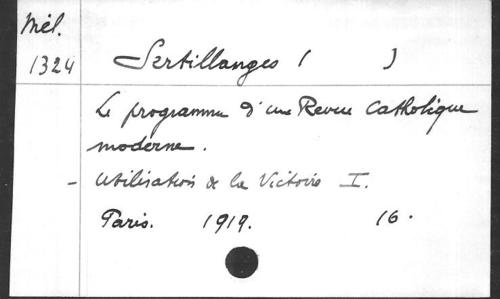 Mél.
1324
Sertillanges ( )
Le programme d'une Revue Catholique
moderne.
- Utilisation de la Victoire I.
Paris. 1919. 16.